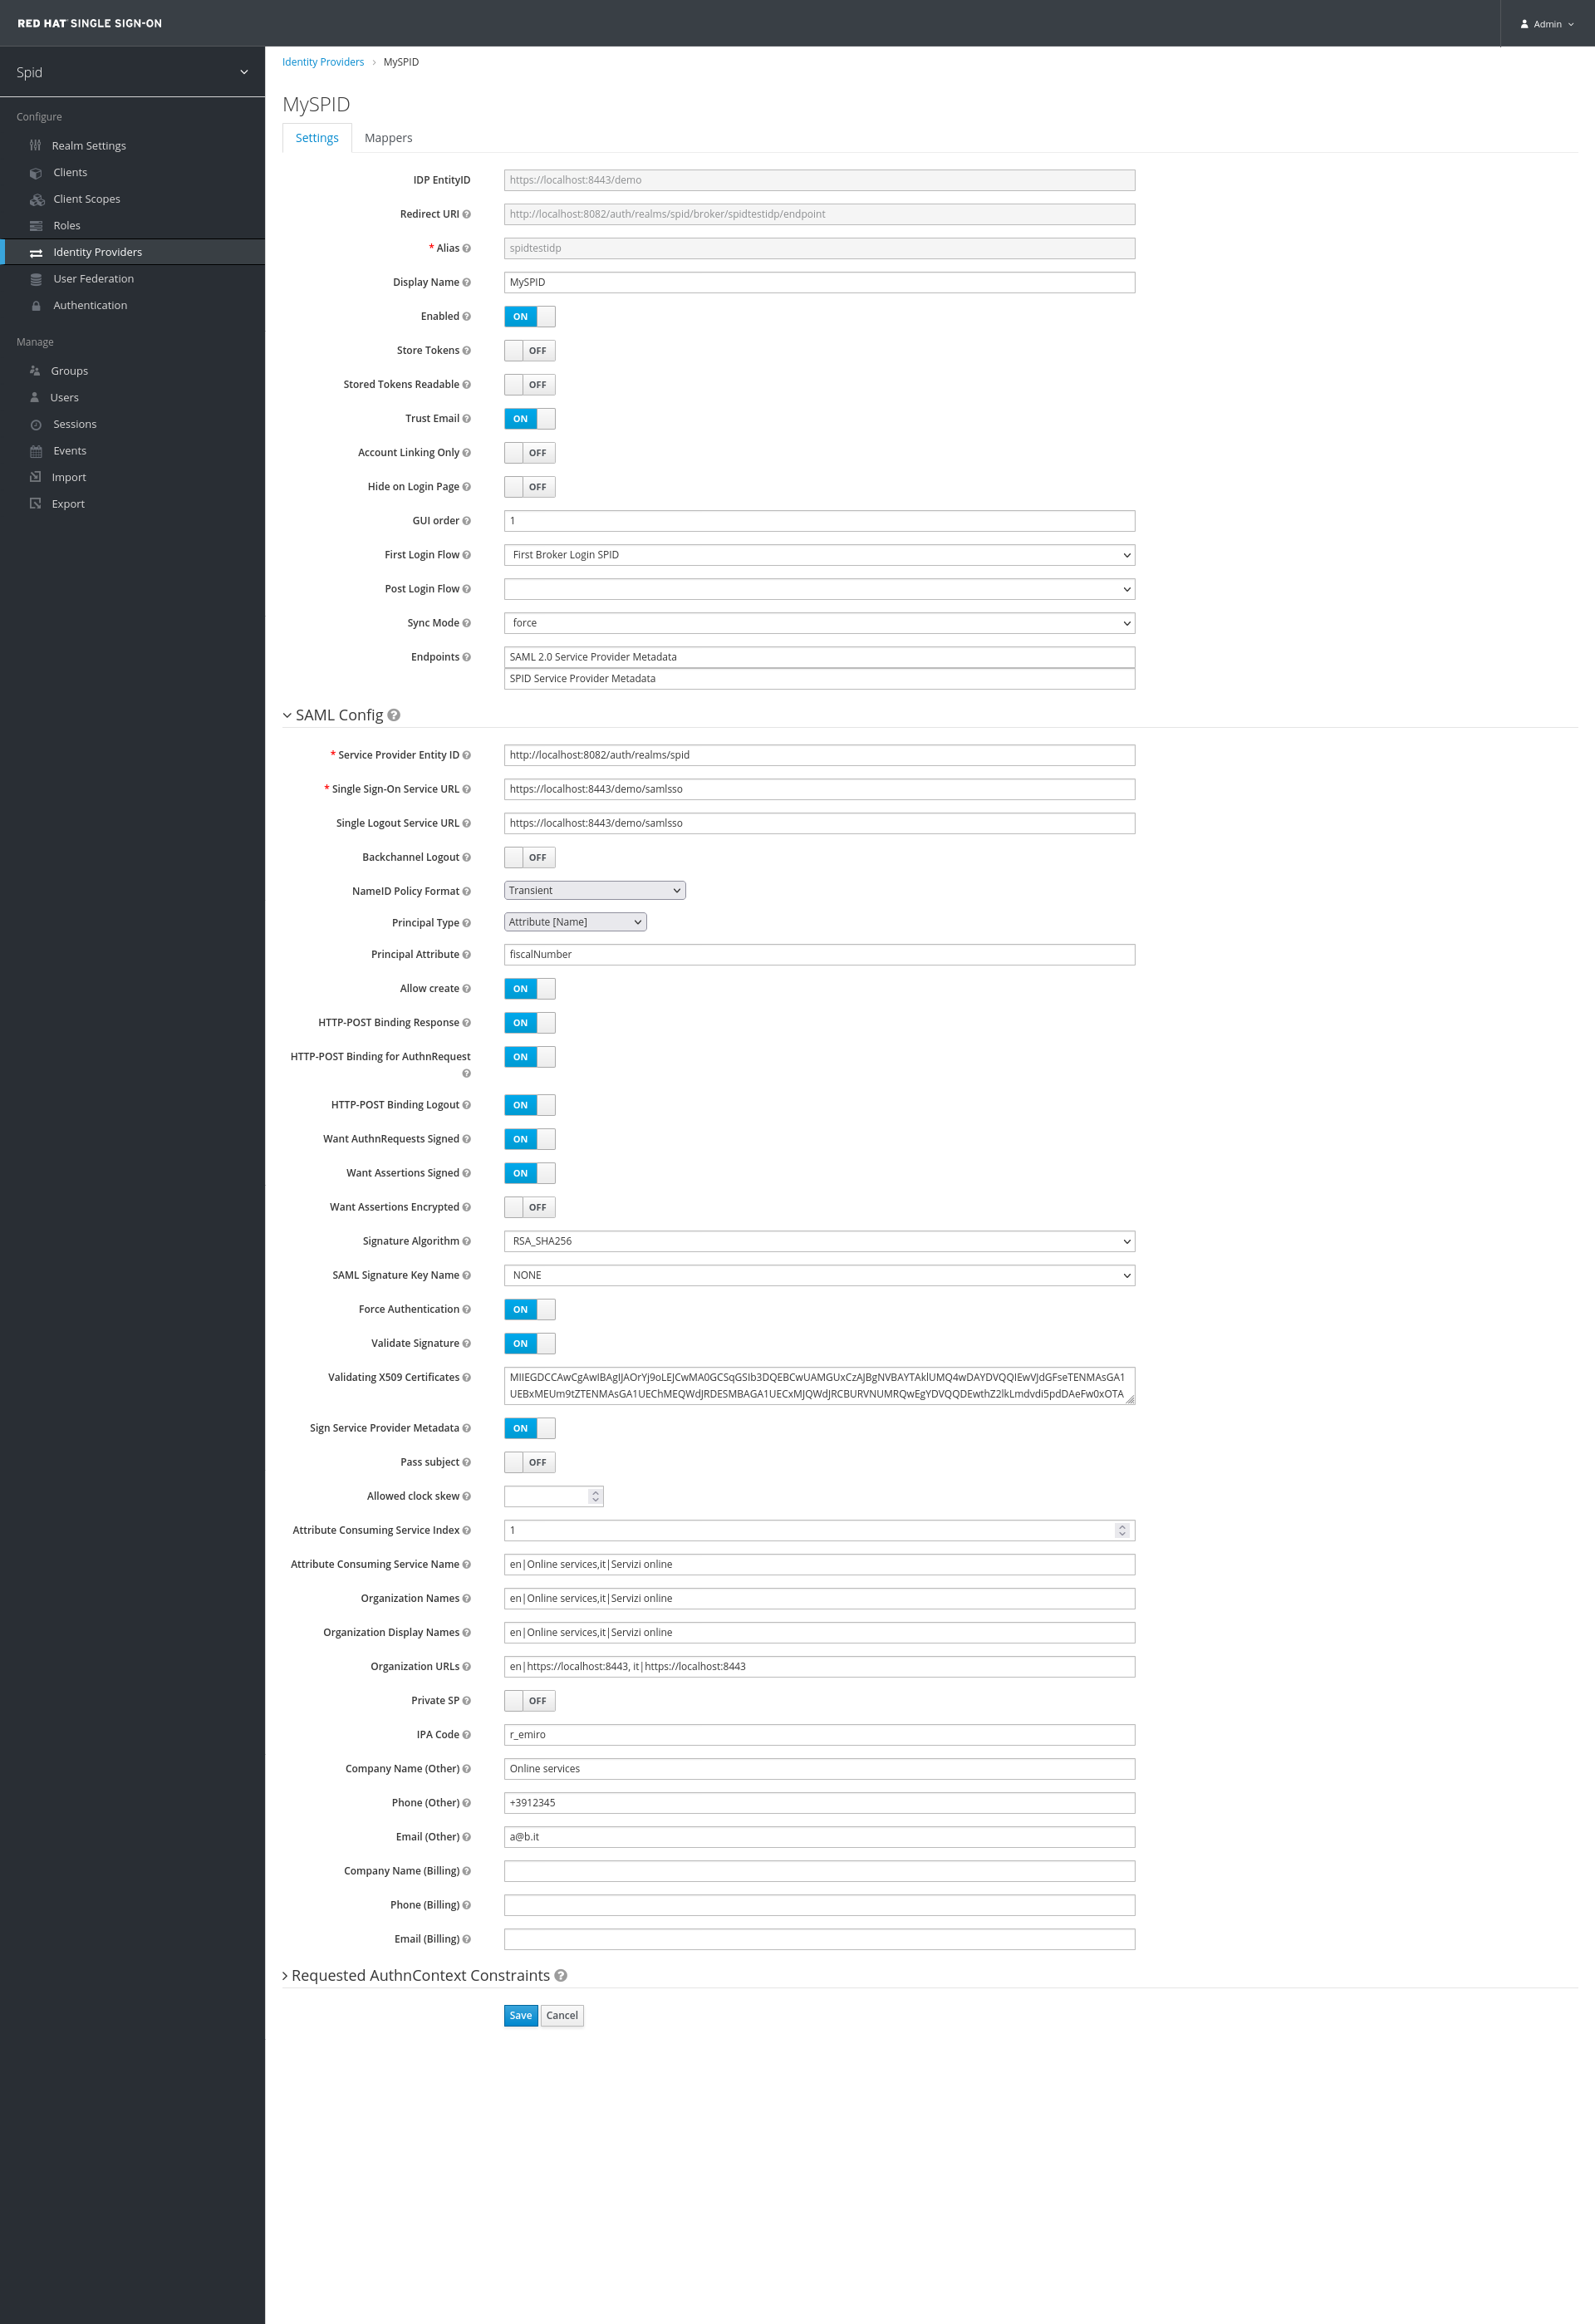 RED HAT SINGLE SIGN-ON
Admin
Spid
Configure
Realm Settings
Clients
Client Scopes
Roles
Identity Providers
User Federation
Authentication
Manage
Groups
Users
Sessions
Events
Import
Export
Identity Providers > MySPID
MySPID
Settings Mappers
IDP EntityID https://localhost:8443/demo
Redirect URI http://localhost:8082/auth/realms/spid/broker/spidtestidp/endpoint
* Alias spidtestidp
Display Name MySPID
Enabled ON
Store Tokens OFF
Stored Tokens Readable OFF
Trust Email ON
Account Linking Only OFF
Hide on Login Page OFF
GUI order 1
First Login Flow First Broker Login SPID
Post Login Flow
Sync Mode force
Endpoints SAML 2.0 Service Provider Metadata
SPID Service Provider Metadata
SAML Config
* Service Provider Entity ID http://localhost:8082/auth/realms/spid
* Single Sign-On Service URL https://localhost:8443/demo/samlsso
Single Logout Service URL https://localhost:8443/demo/samlsso
Backchannel Logout OFF
NameID Policy Format Transient
Principal Type Attribute [Name]
Principal Attribute fiscalNumber
Allow create ON
HTTP-POST Binding Response ON
HTTP-POST Binding for AuthnRequest ON
HTTP-POST Binding Logout ON
Want AuthnRequests Signed ON
Want Assertions Signed ON
Want Assertions Encrypted OFF
Signature Algorithm RSA_SHA256
SAML Signature Key Name NONE
Force Authentication ON
Validate Signature ON
Validating X509 Certificates
Sign Service Provider Metadata ON
Pass subject OFF
Allowed clock skew
Attribute Consuming Service Index 1
Attribute Consuming Service Name en|Online services,it|Servizi online
Organization Names en|Online services,it|Servizi online
Organization Display Names en|Online services,it|Servizi online
Organization URLs en|https://localhost:8443, it|https://localhost:8443
Private SP OFF
IPA Code r_emiro
Company Name (Other) Online services
Phone (Other) +3912345
Email (Other) a@b.it
Company Name (Billing)
Phone (Billing)
Email (Billing)
Requested AuthnContext Constraints
Save Cancel